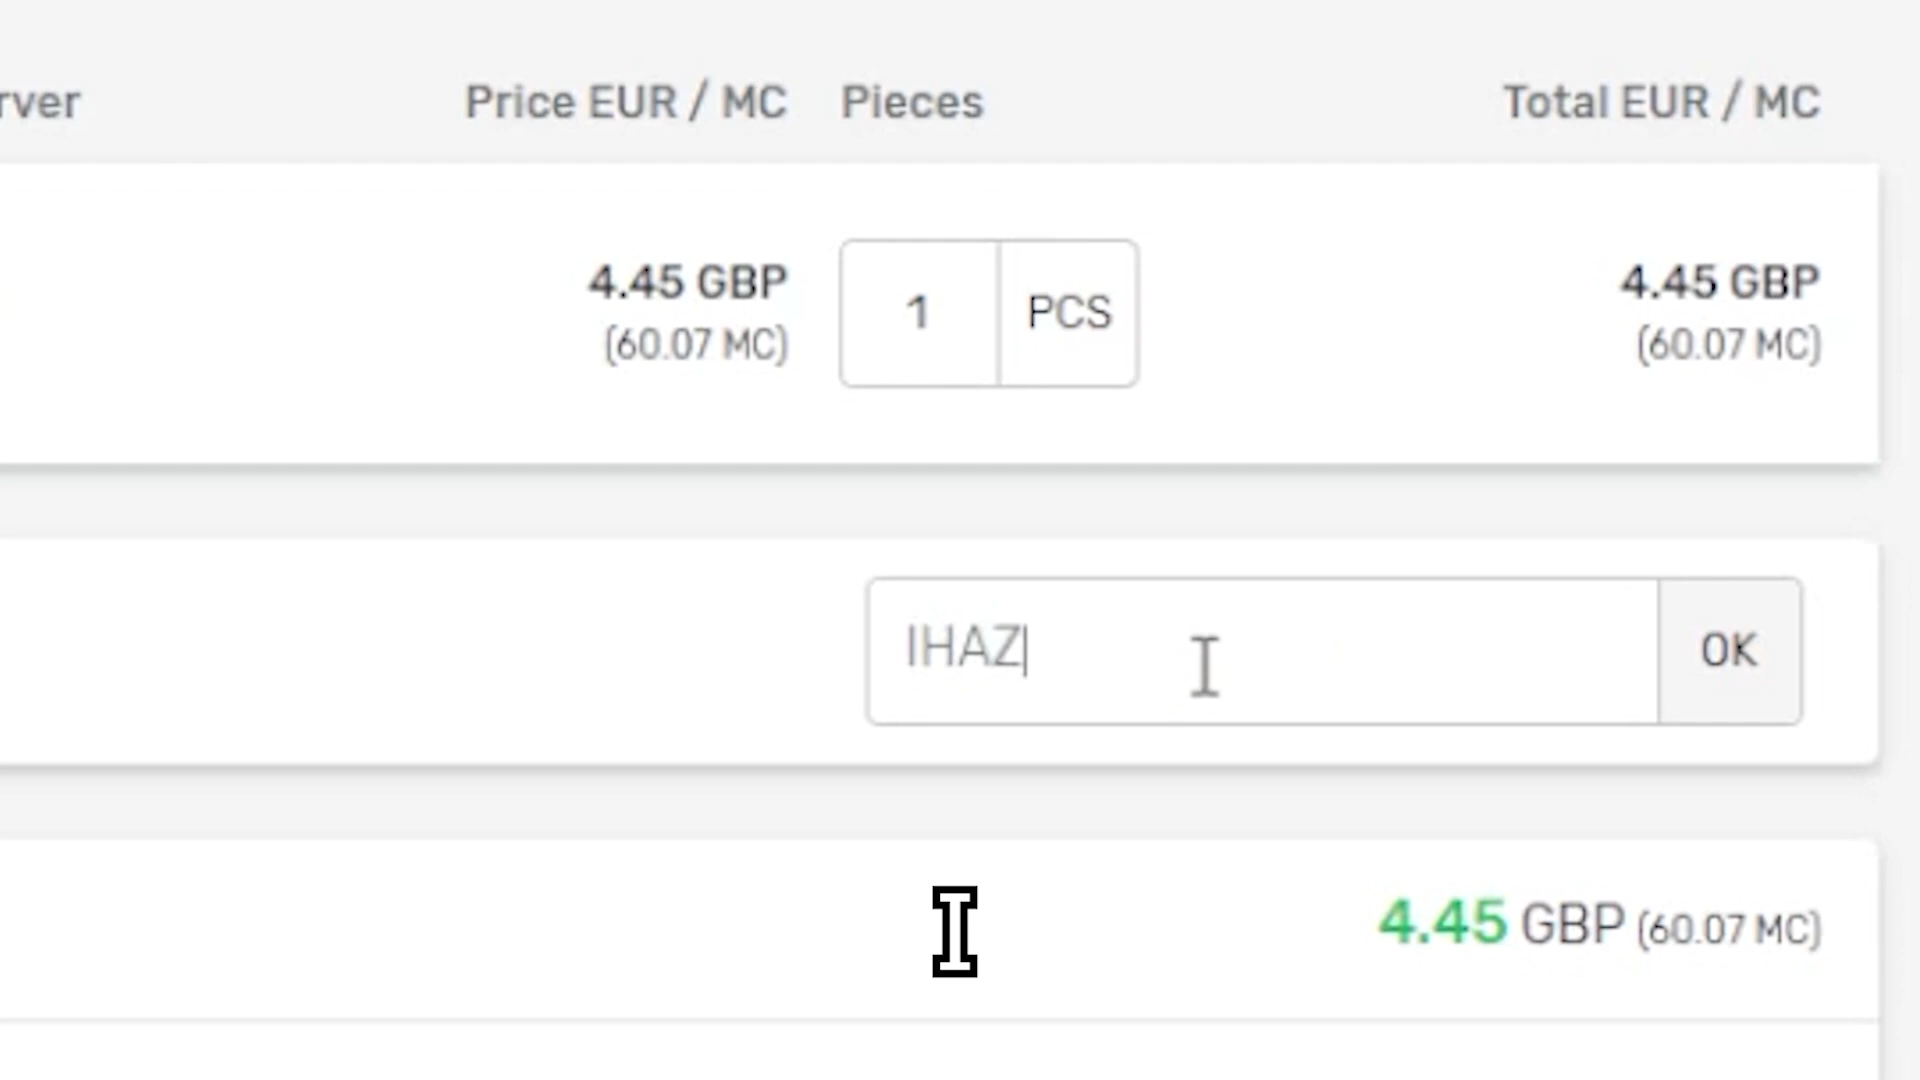 rver Price EUR / MC Pieces Total EUR / MC
4.45 GBP 4.45 GBP
(60.07 MC) 1 PCS (60.07 MC)
IHAZ OK
4.45 GBP (60.07 MC)